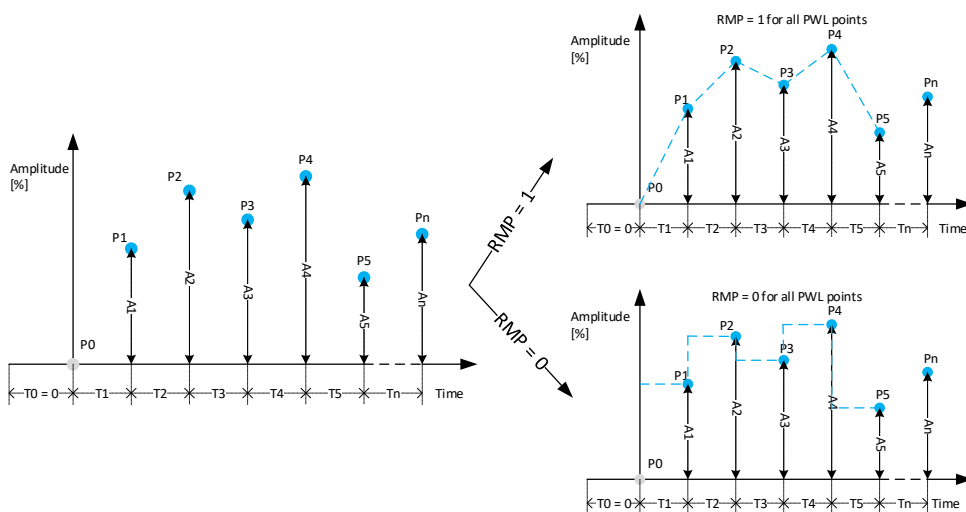 Amplitude
[%]
P0
P1
P2
P3
P4
P5
Pn
A1
A2
A3
A4
A5
An
T0 = 0
T1
T2
T3
T4
T5
Tn
Time
RMP = 1
RMP = 0
RMP = 1 for all PWL points
Amplitude
[%]
P0
P1
P2
P3
P4
P5
Pn
A1
A2
A3
A4
A5
An
T0 = 0
T1
T2
T3
T4
T5
Tn
Time
RMP = 0 for all PWL points
Amplitude
[%]
P0
P1
P2
P3
P4
P5
Pn
A1
A2
A3
A4
A5
An
T0 = 0
T1
T2
T3
T4
T5
Tn
Time